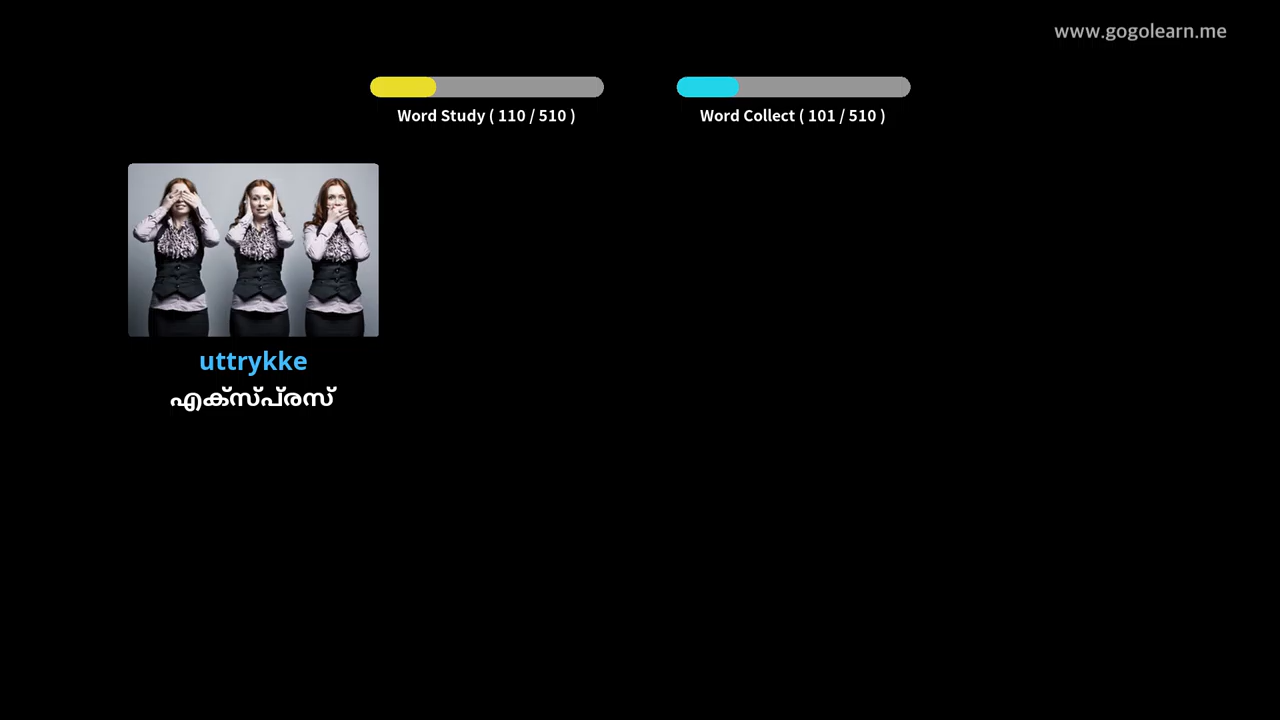 www.gogolearn.me
Word Study ( 110 / 510 )
Word Collect ( 101 / 510 )
uttrykke
എക്സ്പ്രസ്